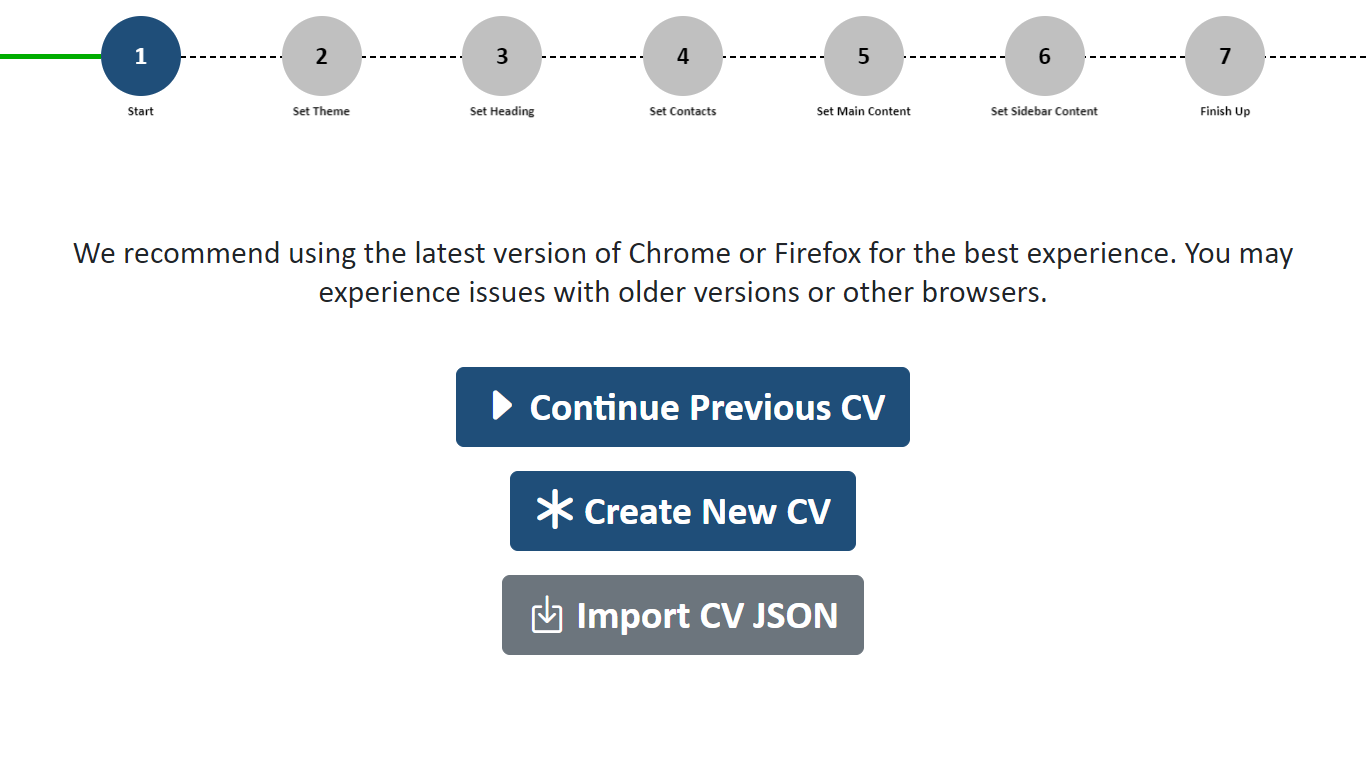 1 2 3 4 5 6 7
Start Set Theme Set Heading Set Contacts Set Main Content Set Sidebar Content Finish Up
We recommend using the latest version of Chrome or Firefox for the best experience. You may
experience issues with older versions or other browsers.
Continue Previous CV
Create New CV
Import CV JSON